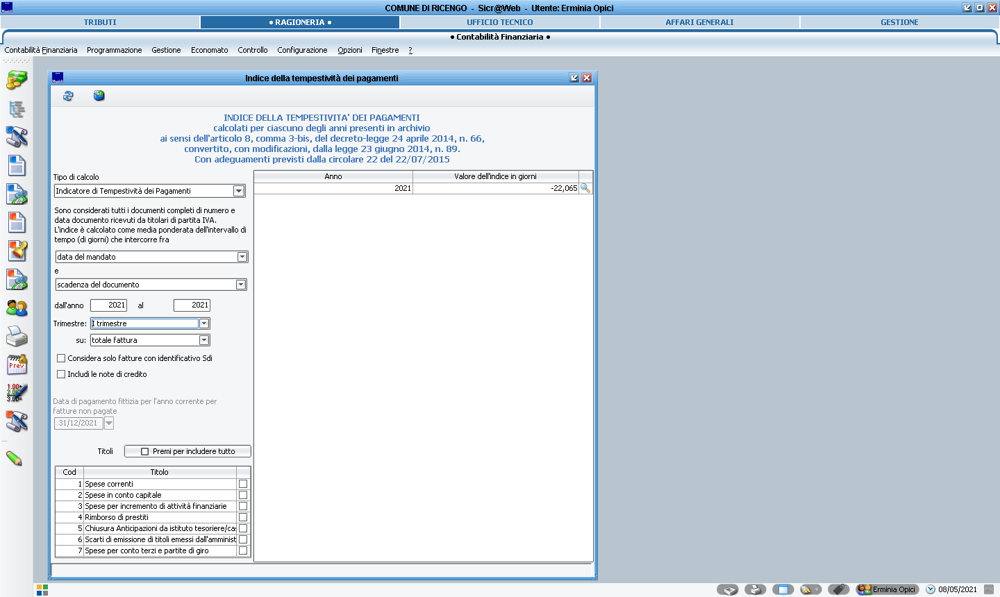 COMUNE DI RICENGO - Sicr@Web - Utente: Erminia Opici
TRIBUTI
● RAGIONERIA ●
UFFICIO TECNICO
AFFARI GENERALI
GESTIONE
● Contabilità Finanziaria ●
Contabilità Finanziaria Programmazione Gestione Economato Controllo Configurazione Opzioni Finestre ?
Indice della tempestività dei pagamenti
INDICE DELLA TEMPESTIVITA' DEI PAGAMENTI
calcolati per ciascuno degli anni presenti in archivio
ai sensi dell'articolo 8, comma 3-bis, del decreto-legge 24 aprile 2014, n. 66,
convertito, con modificazioni, dalla legge 23 giugno 2014, n. 89.
Con adeguamenti previsti dalla circolare 22 del 22/07/2015
Tipo di calcolo
Indicatore di Tempestività dei Pagamenti
Sono considerati tutti i documenti completi di numero e
data documento ricevuti da titolari di partita IVA.
L'indice è calcolato come media ponderata dell'intervallo di
tempo (di giorni) che intercorre fra
data del mandato
e
scadenza del documento
dall'anno 2021 al 2021
Trimestre: I trimestre
su: totale fattura
Considera solo fatture con identificativo Sdi
Includi le note di credito
Data di pagamento fittizia per l'anno corrente per
fatture non pagate
31/12/2021
Titoli Premi per includere tutto
Cod Titolo
1 Spese correnti
2 Spese in conto capitale
3 Spese per incremento di attività finanziarie
4 Rimborso di prestiti
5 Chiusura Anticipazioni da istituto tesoriere/cas
6 Scarti di emissione di titoli emessi dall'amminist
7 Spese per conto terzi e partite di giro
Anno Valore dell'indice in giorni
2021 -22,065
Prev
1.00+
2.00
3.00=
Erminia Opici 08/05/2021